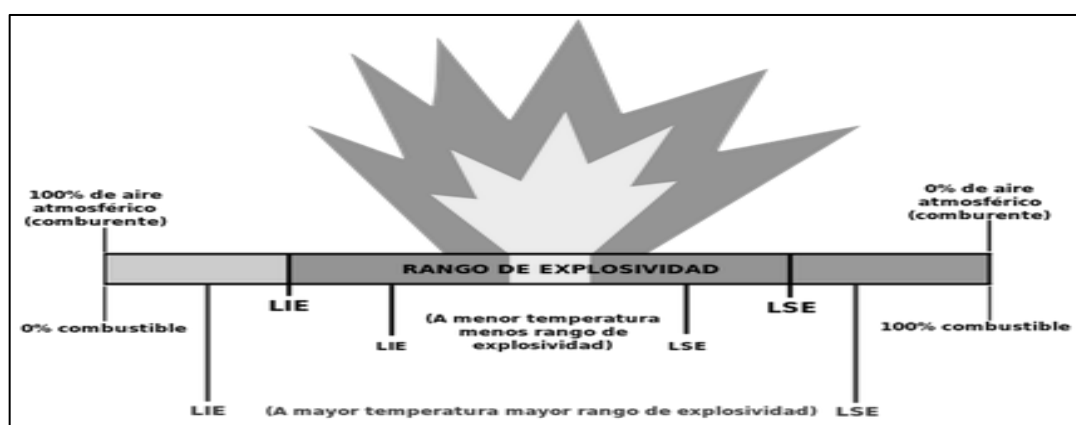 100% de aire
atmosférico
(comburente)
0% de aire
atmosférico
(comburente)
RANGO DE EXPLOSIVIDAD
LIE
LSE
0% combustible
100% combustible
(A menor temperatura
menos rango de
explosividad)
LIE
LSE
LIE
(A mayor temperatura mayor rango de explosividad)
LSE